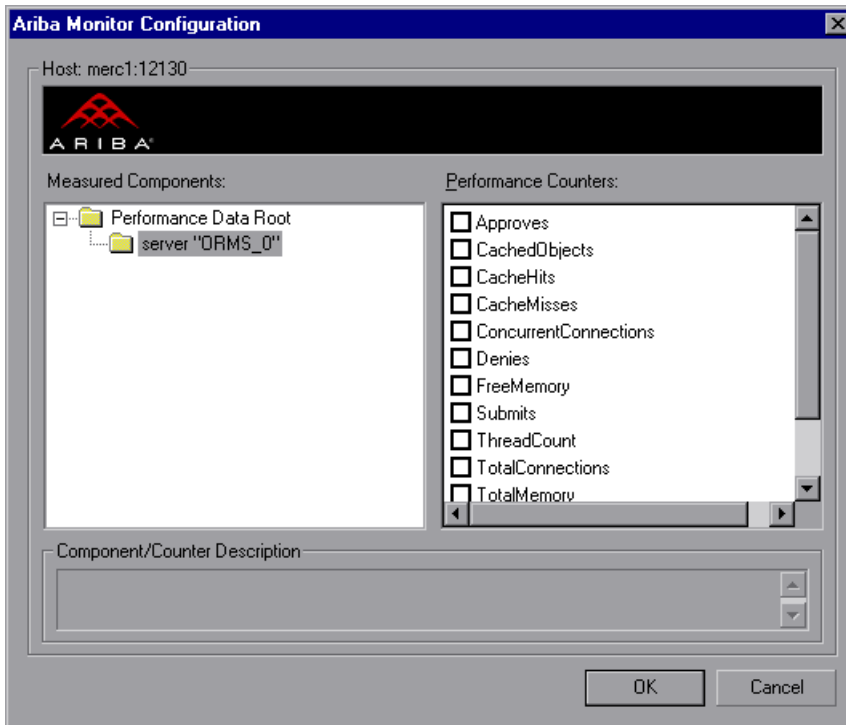 Ariba Monitor Configuration
Host: merc1:12130
ARIBA®
Measured Components:
Performance Counters:
Performance Data Root
server "ORMS_0"
Approves
CachedObjects
CacheHits
CacheMisses
ConcurrentConnections
Denies
FreeMemory
Submits
ThreadCount
TotalConnections
TotalMemory
Component/Counter Description
OK
Cancel